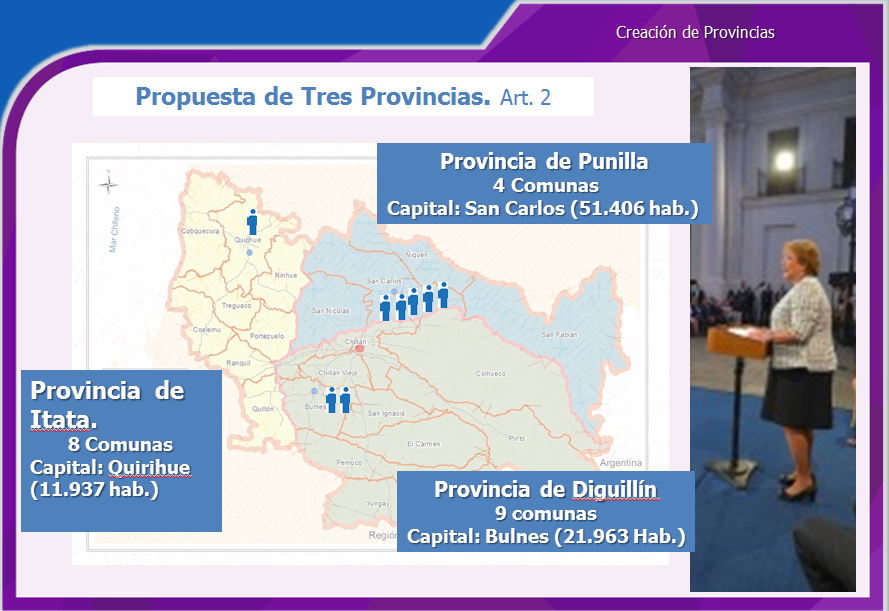 Creación de Provincias
Propuesta de Tres Provincias. Art. 2
Provincia de Punilla
4 Comunas
Capital: San Carlos (51.406 hab.)
N
Mar Chileno
Cobquecura
Quirihue
Ñiquén
Ninhue
San Carlos
Treguaco
San Nicolás
Coelemu
Portezuelo
San Fabián
Chillán
Ranquil
Chillán Viejo
Coihueco
Provincia de
Itata.
8 Comunas
Capital: Quirihue
(11.937 hab.)
Quillón
Bulnes
San Ignacio
El Carmen
Pinto
Pemuco
Argentina
Yungay
Región
Provincia de Diguillín
9 comunas
Capital: Bulnes (21.963 Hab.)